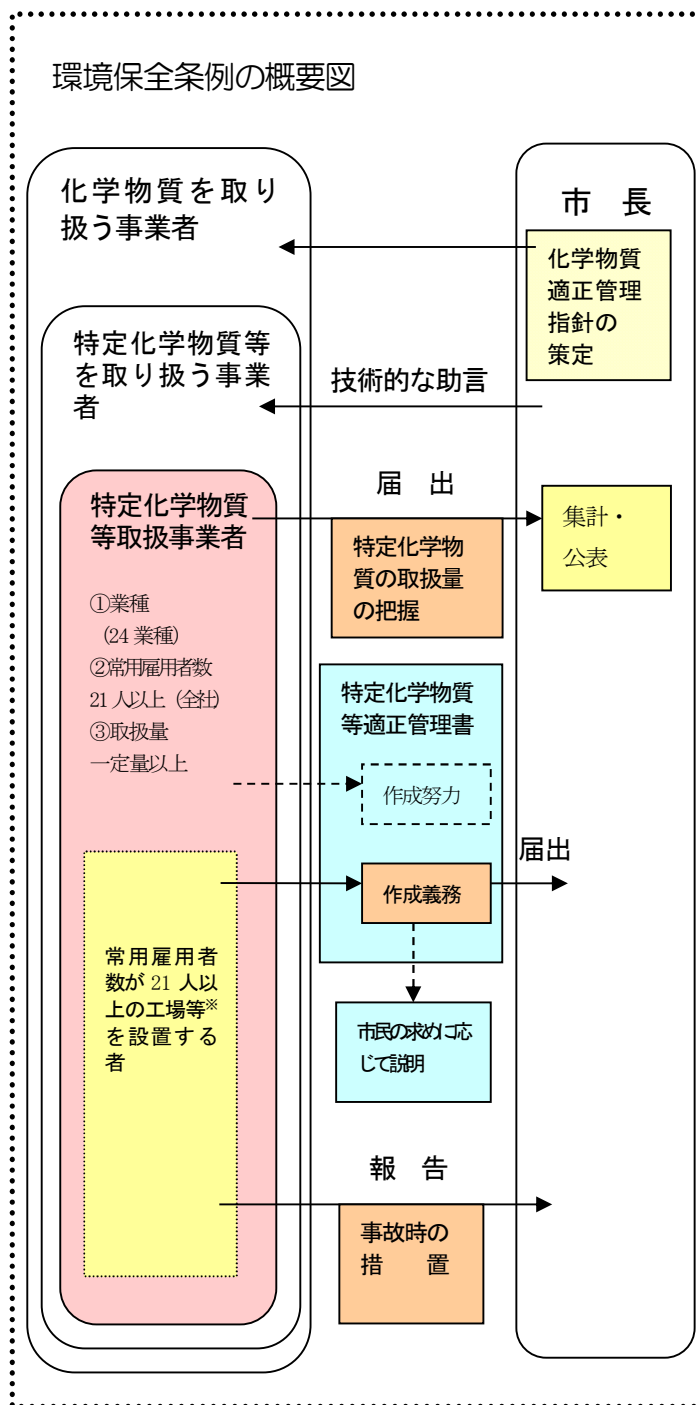 環境保全条例の概要図
化学物質を取り
扱う事業者
市 長
化学物質
適正管理
指針の
策定
特定化学物質等
を取り扱う事業
者
技術的な助言
届 出
特定化学物質
等取扱事業者
特定化学物
質の取扱量
の把握
集計・
公表
①業種
(24 業種)
②常用雇用者数
21 人以上 (全社)
③取扱量
一定量以上
特定化学物質
等適正管理書
作成努力
届出
作成義務
常用雇用者
数が 21 人以
上の工場等※
を設置する
者
市民の求めに応
じて説明
報 告
事故時の
措 置